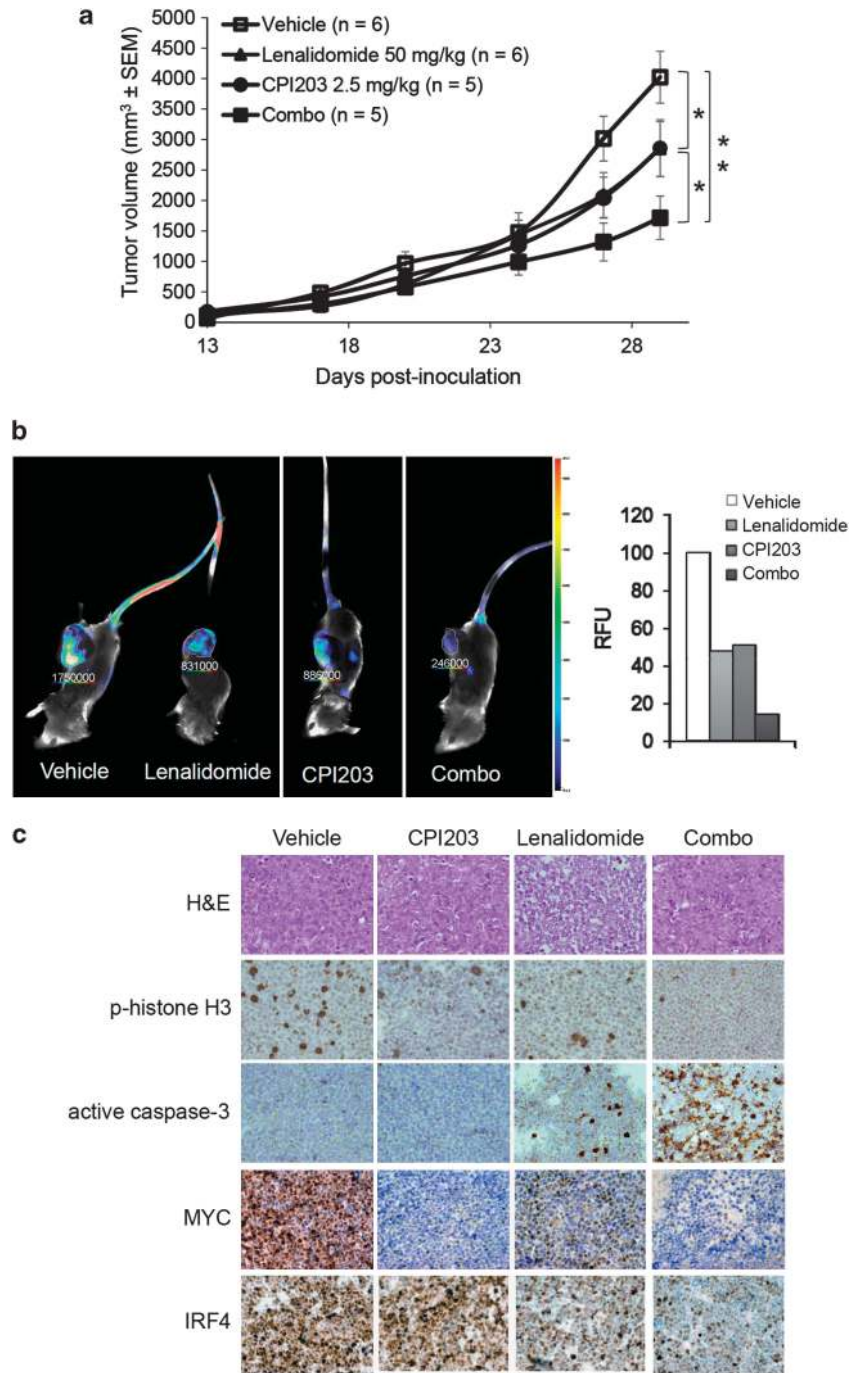 a
5000
4500
4000
3500
3000
2500
2000
1500
1000
500
0
Tumor volume (mm³ ± SEM)
Vehicle (n = 6)
Lenalidomide 50 mg/kg (n = 6)
CPI203 2.5 mg/kg (n = 5)
Combo (n = 5)
*
*
* *
13 18 23 28
Days post-inoculation
b
1750000
831000
886000
246000
Vehicle Lenalidomide CPI203 Combo
Vehicle
Lenalidomide
CPI203
Combo
120
100
80
60
40
20
0
RFU
c
Vehicle CPI203 Lenalidomide Combo
H&E
p-histone H3
active caspase-3
MYC
IRF4